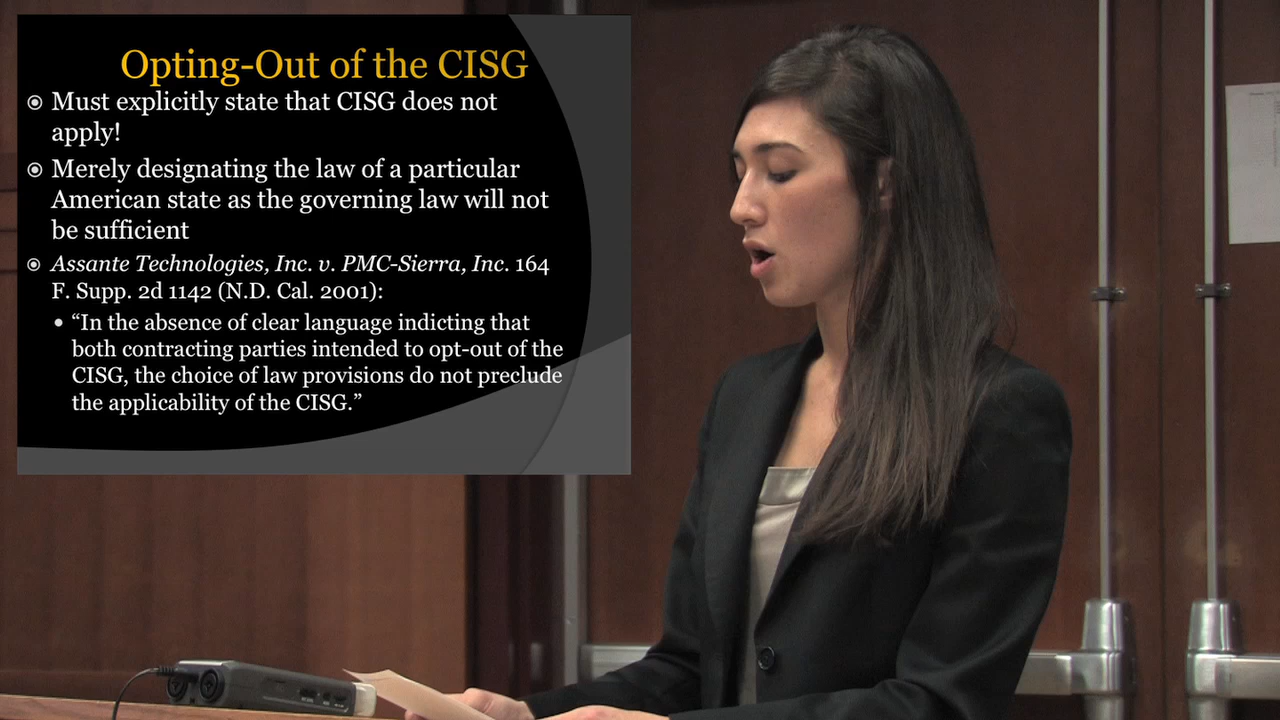 Opting-Out of the CISG
Must explicitly state that CISG does not
apply!
Merely designating the law of a particular
American state as the governing law will not
be sufficient
Assante Technologies, Inc. v. PMC-Sierra, Inc. 164
F. Supp. 2d 1142 (N.D. Cal. 2001):
“In the absence of clear language indicting that
both contracting parties intended to opt-out of the
CISG, the choice of law provisions do not preclude
the applicability of the CISG.”